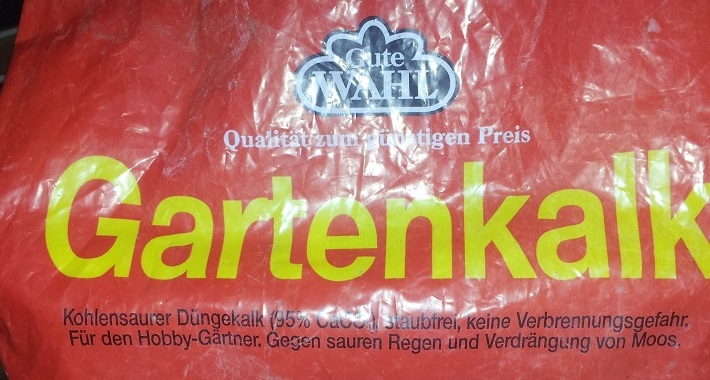 Gute
WAHL
Qualität zum günstigen Preis
Gartenkalk
Kohlensaurer Düngekalk (95% CaCO₃), staubfrei, keine Verbrennungsgefahr.
Für den Hobby-Gärtner. Gegen sauren Regen und Verdrängung von Moos.